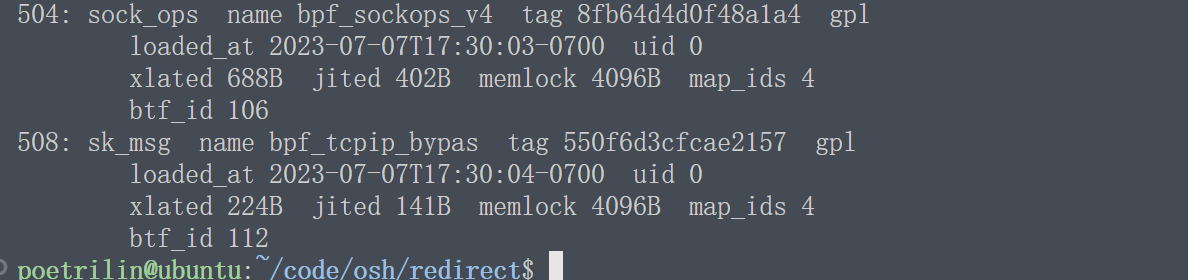 504: sock_ops  name bpf_sockops_v4  tag 8fb64d4d0f48a1a4  gpl
        loaded_at 2023-07-07T17:30:03-0700  uid 0
        xlated 688B  jited 402B  memlock 4096B  map_ids 4
        btf_id 106
508: sk_msg  name bpf_tcpip_bypas  tag 550f6d3cfcae2157  gpl
        loaded_at 2023-07-07T17:30:04-0700  uid 0
        xlated 224B  jited 141B  memlock 4096B  map_ids 4
        btf_id 112
poetrilin@ubuntu:~/code/osh/redirect$